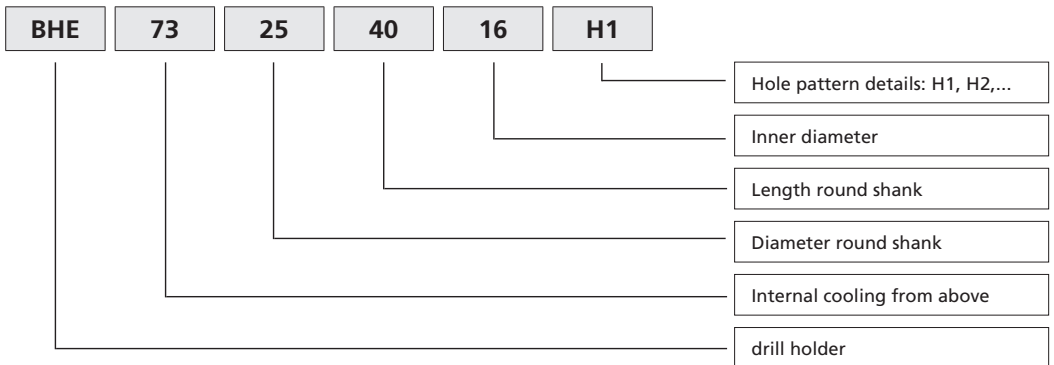 BHE 73 25 40 16 H1
Hole pattern details: H1, H2,...
Inner diameter
Length round shank
Diameter round shank
Internal cooling from above
drill holder